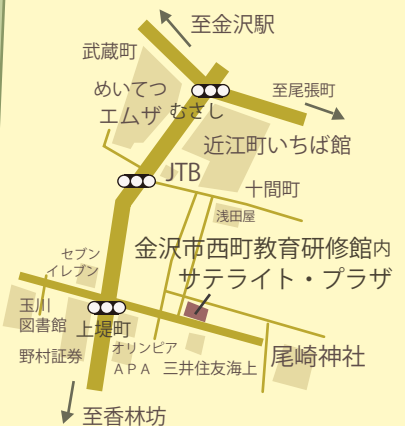 至金沢駅
武蔵町
めいてつ
エムザ
むさし
至尾張町
近江町いちば館
JTB
十間町
浅田屋
金沢市西町教育研修館内
サテライト・プラザ
セブン
イレブン
玉川
図書館
上堤町
野村証券
オリンピア
APA
三井住友海上
尾崎神社
至香林坊